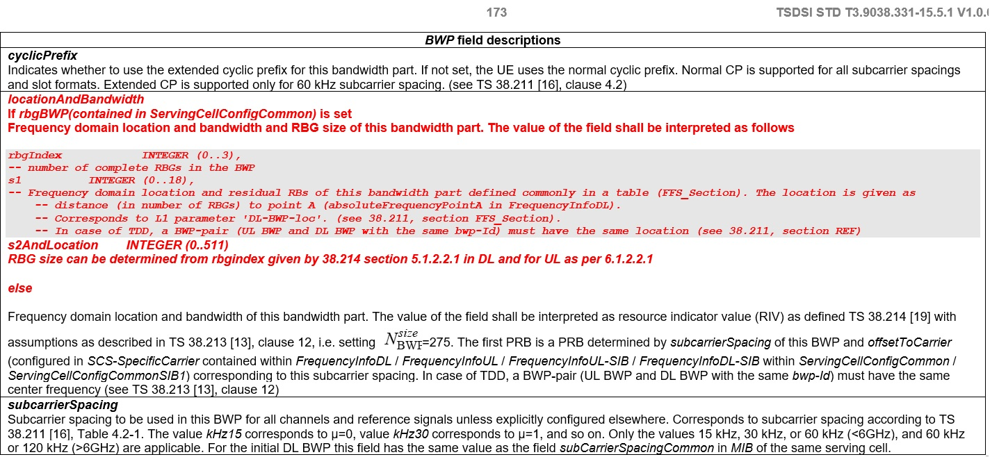 173 TSDSI STD T3.9038.331-15.5.1 V1.0.
BWP field descriptions
cyclicPrefix
Indicates whether to use the extended cyclic prefix for this bandwidth part. If not set, the UE uses the normal cyclic prefix. Normal CP is supported for all subcarrier spacings
and slot formats. Extended CP is supported only for 60 kHz subcarrier spacing. (see TS 38.211 [16], clause 4.2)
locationAndBandwidth
If rbgBWP(contained in ServingCellConfigCommon) is set
Frequency domain location and bandwidth and RBG size of this bandwidth part. The value of the field shall be interpreted as follows
rbgIndex INTEGER (0..3),
-- number of complete RBGs in the BWP
s1 INTEGER (0..18),
-- Frequency domain location and residual RBs of this bandwidth part defined commonly in a table (FFS_Section). The location is given as
-- distance (in number of RBGs) to point A (absoluteFrequencyPointA in FrequencyInfoDL).
-- Corresponds to L1 parameter 'DL-BWP-loc'. (see 38.211, section FFS_Section).
-- In case of TDD, a BWP-pair (UL BWP and DL BWP with the same bwp-Id) must have the same location (see 38.211, section REF)
s2AndLocation INTEGER (0..511)
RBG size can be determined from rbgindex given by 38.214 section 5.1.2.2.1 in DL and for UL as per 6.1.2.2.1
else
Frequency domain location and bandwidth of this bandwidth part. The value of the field shall be interpreted as resource indicator value (RIV) as defined TS 38.214 [19] with
assumptions as described in TS 38.213 [13], clause 12, i.e. setting N size BWP=275. The first PRB is a PRB determined by subcarrierSpacing of this BWP and offsetToCarrier
(configured in SCS-SpecificCarrier contained within FrequencyInfoDL / FrequencyInfoUL / FrequencyInfoUL-SIB / FrequencyInfoDL-SIB within ServingCellConfigCommon /
ServingCellConfigCommonSIB1) corresponding to this subcarrier spacing. In case of TDD, a BWP-pair (UL BWP and DL BWP with the same bwp-Id) must have the same
center frequency (see TS 38.213 [13], clause 12)
subcarrierSpacing
Subcarrier spacing to be used in this BWP for all channels and reference signals unless explicitly configured elsewhere. Corresponds to subcarrier spacing according to TS
38.211 [16], Table 4.2-1. The value kHz15 corresponds to μ=0, value kHz30 corresponds to μ=1, and so on. Only the values 15 kHz, 30 kHz, or 60 kHz (<6GHz), and 60 kHz
or 120 kHz (>6GHz) are applicable. For the initial DL BWP this field has the same value as the field subCarrierSpacingCommon in MIB of the same serving cell.